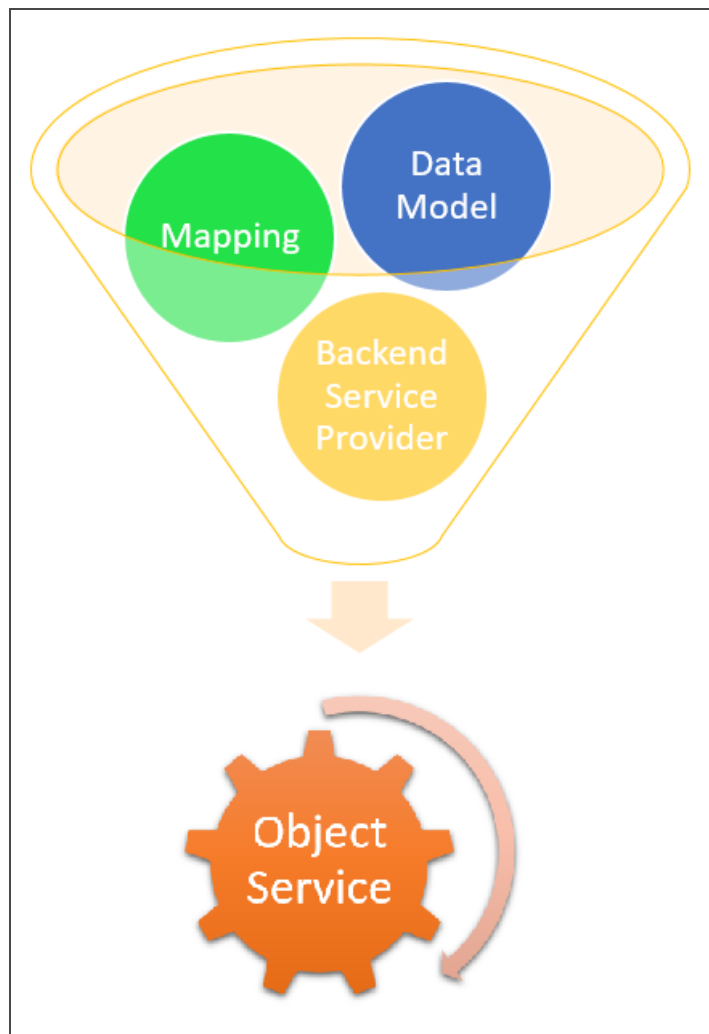 Data
Model
Mapping
Backend
Service
Provider
Object
Service